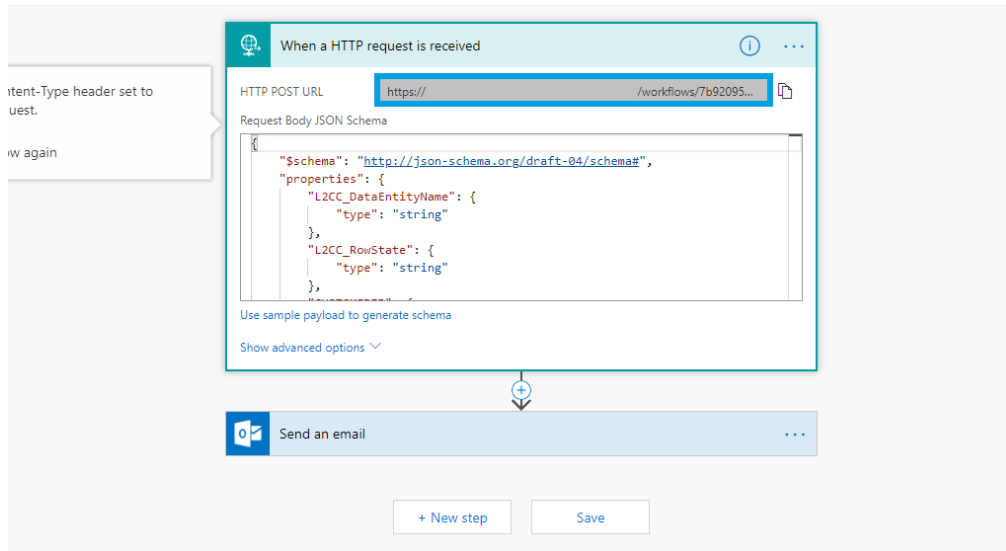 When a HTTP request is received
ntent-Type header set to
uest.
ow again
HTTP POST URL
https:// /workflows/7b92095...
Request Body JSON Schema
{
"$schema": "http://json-schema.org/draft-04/schema#",
"properties": {
"L2CC_DataEntityName": {
"type": "string"
},
"L2CC_RowState": {
"type": "string"
},
Use sample payload to generate schema
Show advanced options
Send an email
+ New step
Save